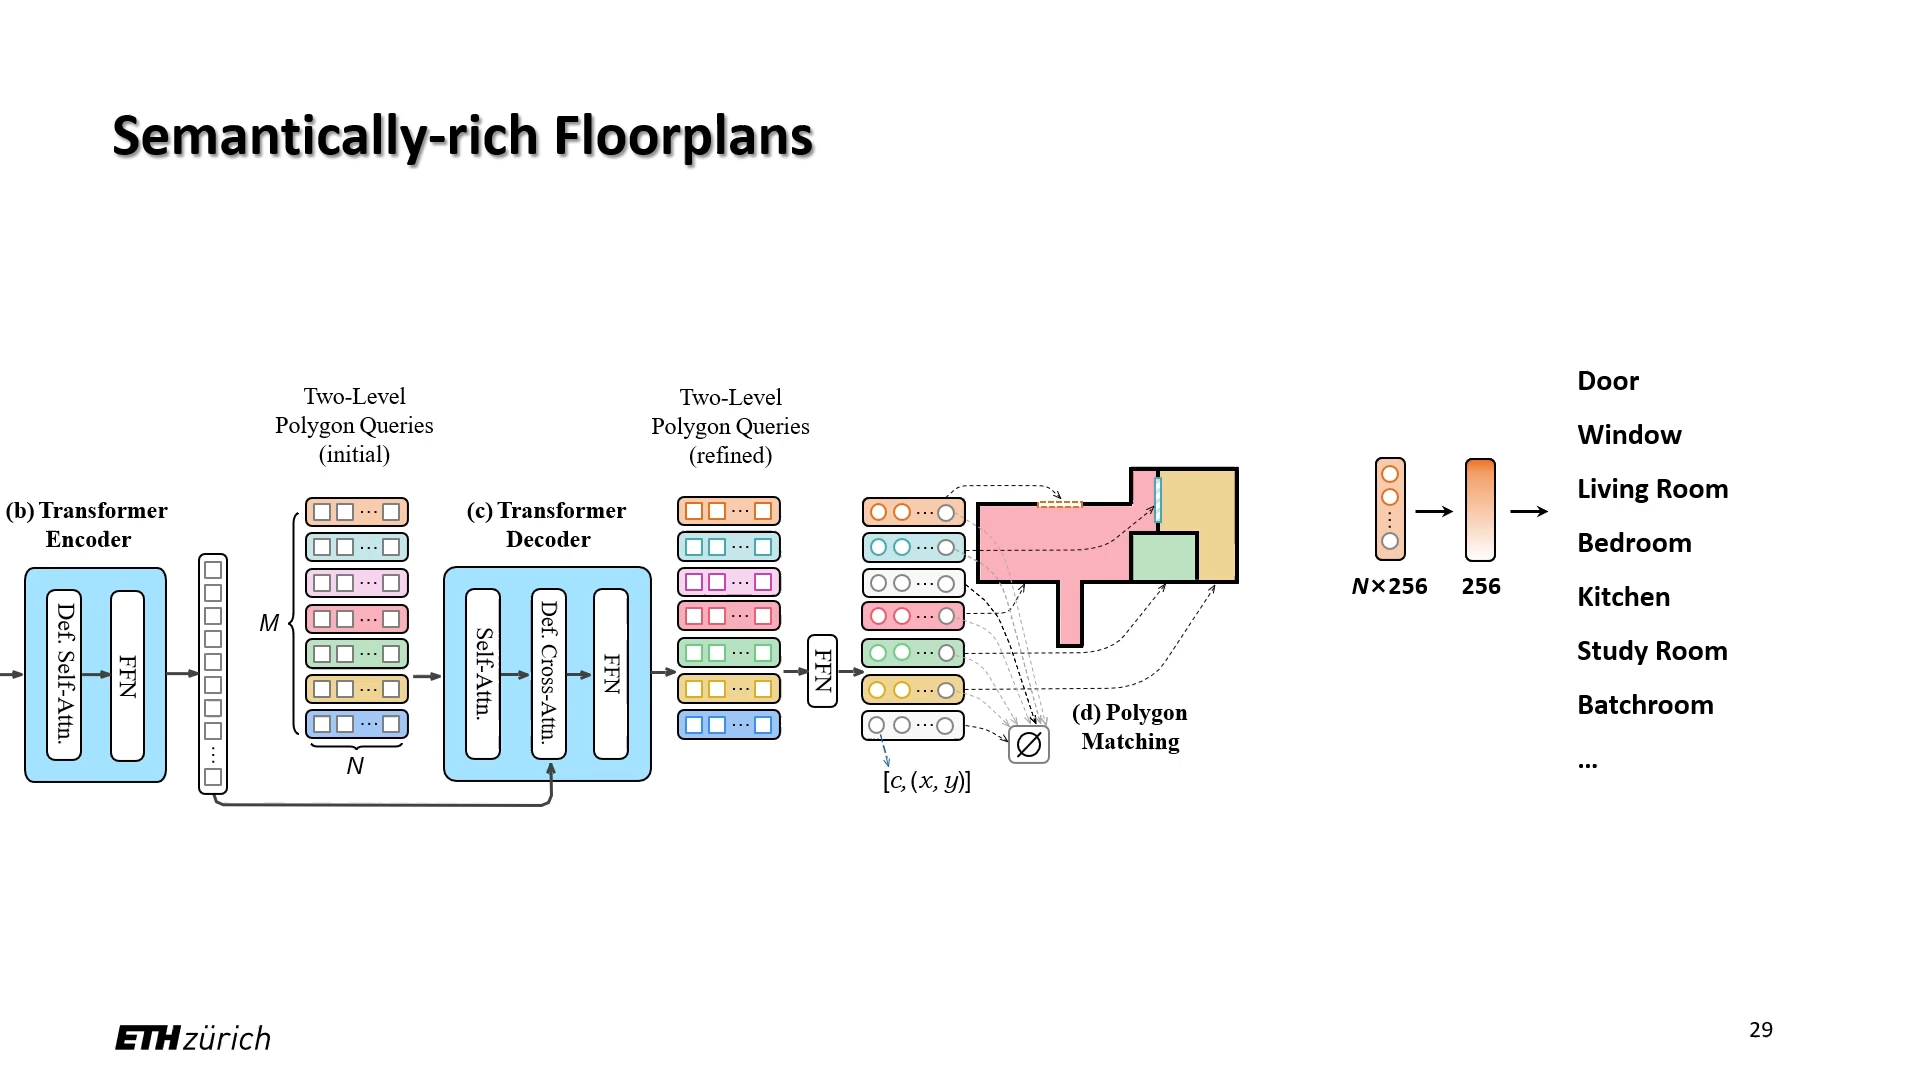 Semantically-rich Floorplans
(b) Transformer
Encoder
Def. Self-Attn.
FFN
Two-Level
Polygon Queries
(initial)
M
...
N
(c) Transformer
Decoder
Self-Attn.
Def. Cross-Attn.
FFN
Two-Level
Polygon Queries
(refined)
FFN
[c, (x, y)]
∅
(d) Polygon
Matching
N×256
256
Door
Window
Living Room
Bedroom
Kitchen
Study Room
Batchroom
...
ETH zürich
29